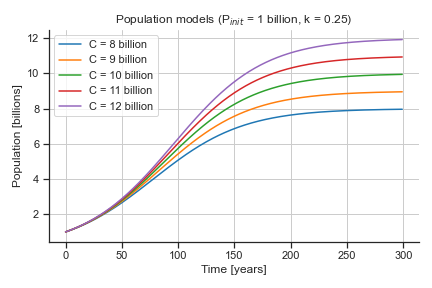 Population models (P_init = 1 billion, k = 0.25)
12
10
8
6
4
2
Population [billions]
C = 8 billion
C = 9 billion
C = 10 billion
C = 11 billion
C = 12 billion
0 50 100 150 200 250 300
Time [years]